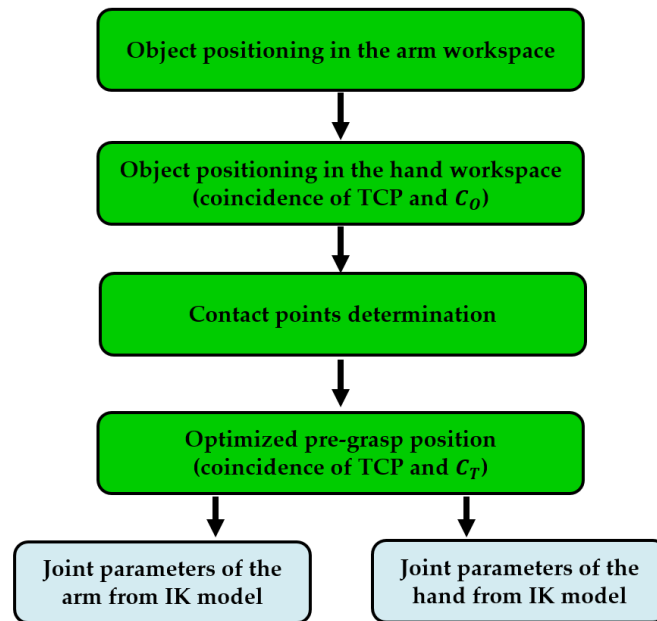 Object positioning in the arm workspace
Object positioning in the hand workspace
(coincidence of TCP and C_O)
Contact points determination
Optimized pre-grasp position
(coincidence of TCP and C_T)
Joint parameters of the
arm from IK model
Joint parameters of the
hand from IK model